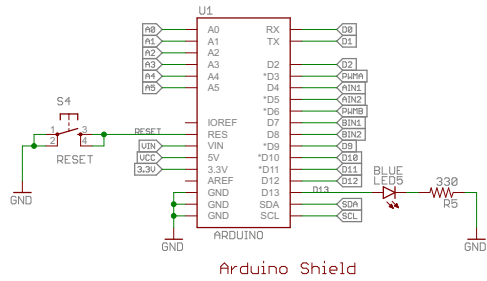 U1
A0 A0 RX D0
A1 A1 TX D1
A2 A2
A3 A3 D2 D2
A4 A4 *D3 PWMA
A5 A5 D4 AIN1
*D5 AIN2
*D6 PWMB
S4
IOREF D7 BIN1
1 3 RESET RES D8 BIN2
2 4 VIN VIN *D9 D9
RESET VCC 5V *D10 D10
3.3V 3.3V *D11 D11
AREF D12 D12
GND D13 D13
GND SDA SDA
GND SCL SCL
BLUE
LED5
330
R5
GND
GND
GND
ARDUINO
Arduino Shield